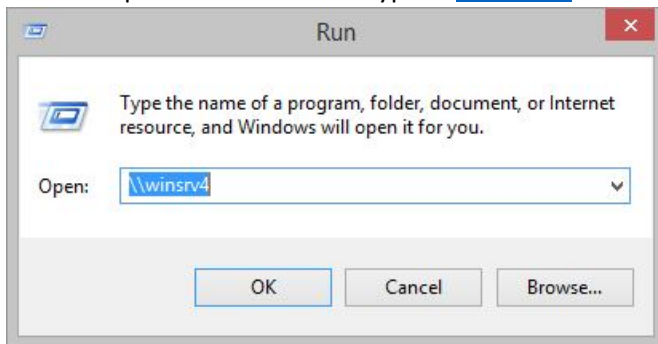 Run
Type the name of a program, folder, document, or Internet
resource, and Windows will open it for you.
Open: \\winsrv4
OK Cancel Browse...